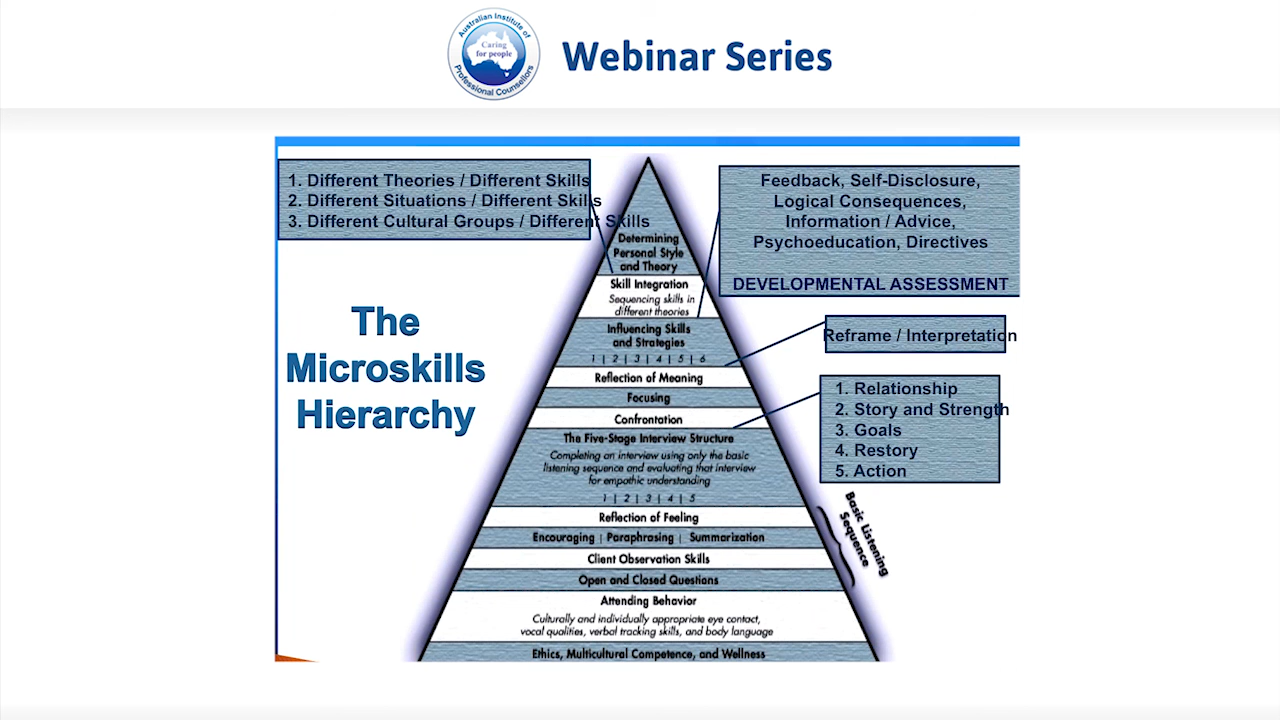 Australian Institute of
Caring
for people
Professional Counsellors
Webinar Series
1. Different Theories / Different Skills
2. Different Situations / Different Skills
3. Different Cultural Groups / Different Skills
Feedback, Self-Disclosure,
Logical Consequences,
Information / Advice,
Psychoeducation, Directives
DEVELOPMENTAL ASSESSMENT
The
Microskills
Hierarchy
Determining
Personal Style
and Theory
Skill Integration
Sequencing skills in
different theories
Influencing Skills
and Strategies
1 | 2 | 3 | 4 | 5 | 6
Reframe / Interpretation
Reflection of Meaning
Focusing
Confrontation
1. Relationship
2. Story and Strength
3. Goals
4. Restory
5. Action
The Five-Stage Interview Structure
Completing an interview using only the basic
listening sequence and evaluating that interview
for empathic understanding
1 | 2 | 3 | 4 | 5
Reflection of Feeling
Encouraging | Paraphrasing | Summarization
Client Observation Skills
Open and Closed Questions
Basic Listening
Sequence
Attending Behavior
Culturally and individually appropriate eye contact,
vocal qualities, verbal tracking skills, and body language
Ethics, Multicultural Competence, and Wellness